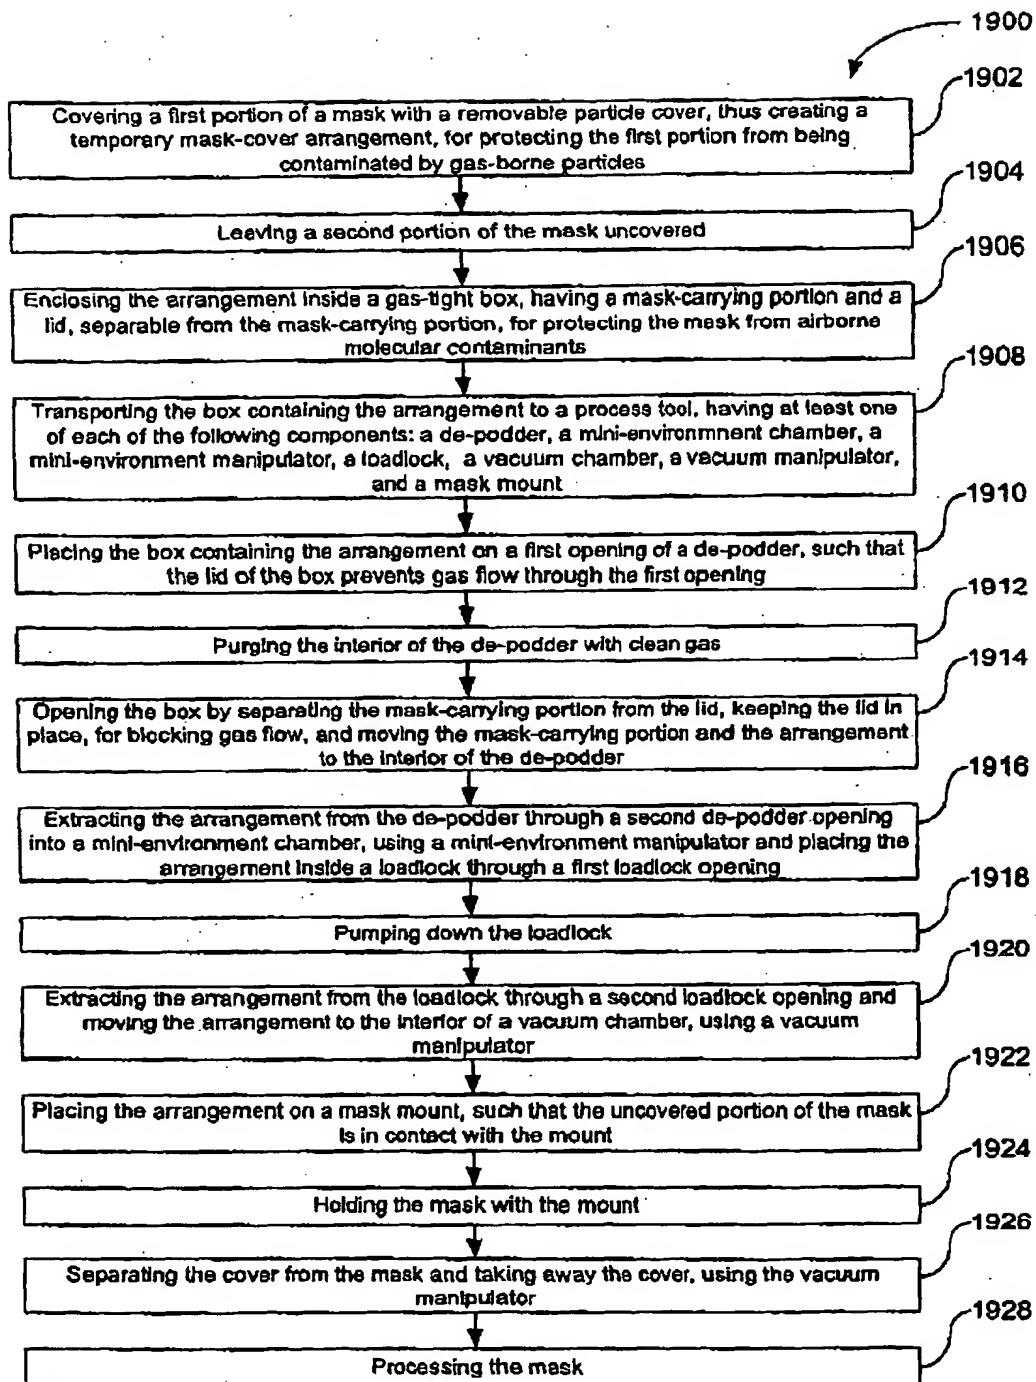 1900
1902
Covering a first portion of a mask with a removable particle cover, thus creating a
temporary mask-cover arrangement, for protecting the first portion from being
contaminated by gas-borne particles
1904
Leaving a second portion of the mask uncovered
1906
Enclosing the arrangement inside a gas-tight box, having a mask-carrying portion and a
lid, separable from the mask-carrying portion, for protecting the mask from airborne
molecular contaminants
1908
Transporting the box containing the arrangement to a process tool, having at least one
of each of the following components: a de-podder, a mini-environmnent chamber, a
mini-environment manipulator, a loadlock, a vacuum chamber, a vacuum manipulator,
and a mask mount
1910
Placing the box containing the arrangement on a first opening of a de-podder, such that
the lid of the box prevents gas flow through the first opening
1912
Purging the interior of the de-podder with clean gas
1914
Opening the box by separating the mask-carrying portion from the lid, keeping the lid in
place, for blocking gas flow, and moving the mask-carrying portion and the arrangement
to the interior of the de-podder
1916
Extracting the arrangement from the de-podder through a second de-podder opening
into a mini-environment chamber, using a mini-environment manipulator and placing the
arrangement inside a loadlock through a first loadlock opening
1918
Pumping down the loadlock
1920
Extracting the arrangement from the loadlock through a second loadlock opening and
moving the arrangement to the interior of a vacuum chamber, using a vacuum
manipulator
1922
Placing the arrangement on a mask mount, such that the uncovered portion of the mask
is in contact with the mount
1924
Holding the mask with the mount
1926
Separating the cover from the mask and taking away the cover, using the vacuum
manipulator
1928
Processing the mask